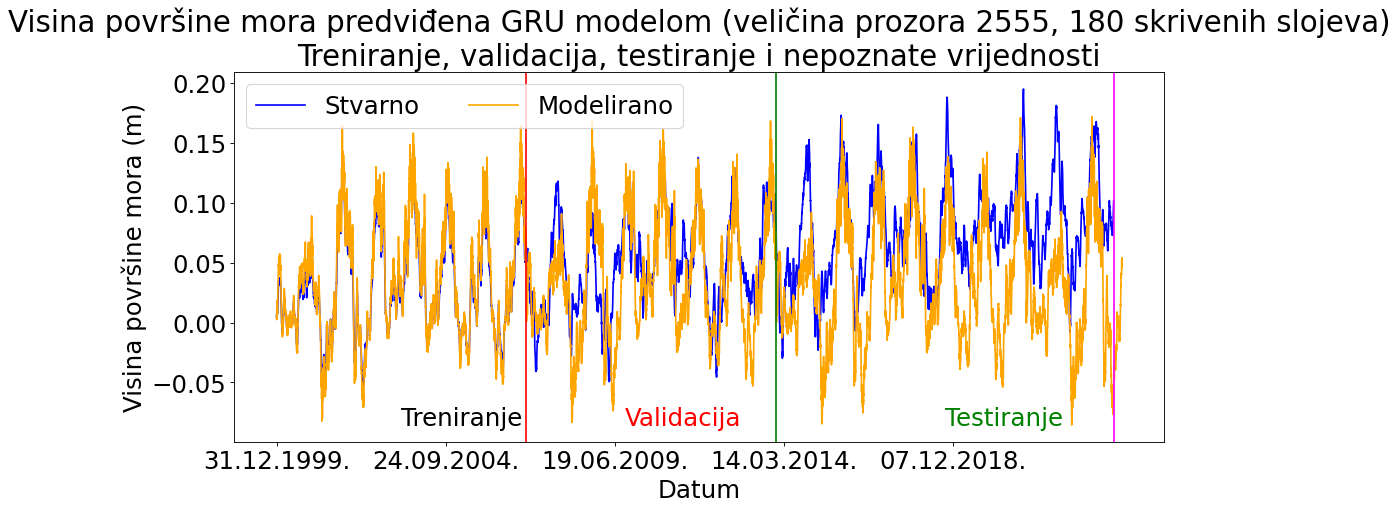 Visina površine mora predviđena GRU modelom (veličina prozora 2555, 180 skrivenih slojeva)
Treniranje, validacija, testiranje i nepoznate vrijednosti
Stvarno
Modelirano
Visina površine mora (m)
0.20
0.15
0.10
0.05
0.00
−0.05
Treniranje
Validacija
Testiranje
31.12.1999.
24.09.2004.
19.06.2009.
14.03.2014.
07.12.2018.
Datum